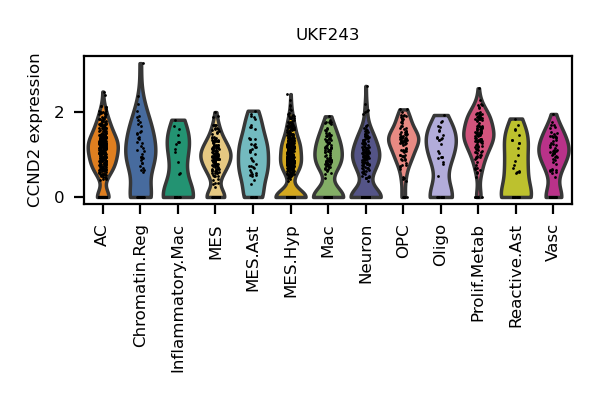 UKF243
CCND2 expression
2
0
AC
Chromatin.Reg
Inflammatory.Mac
MES
MES.Ast
MES.Hyp
Mac
Neuron
OPC
Oligo
Prolif.Metab
Reactive.Ast
Vasc